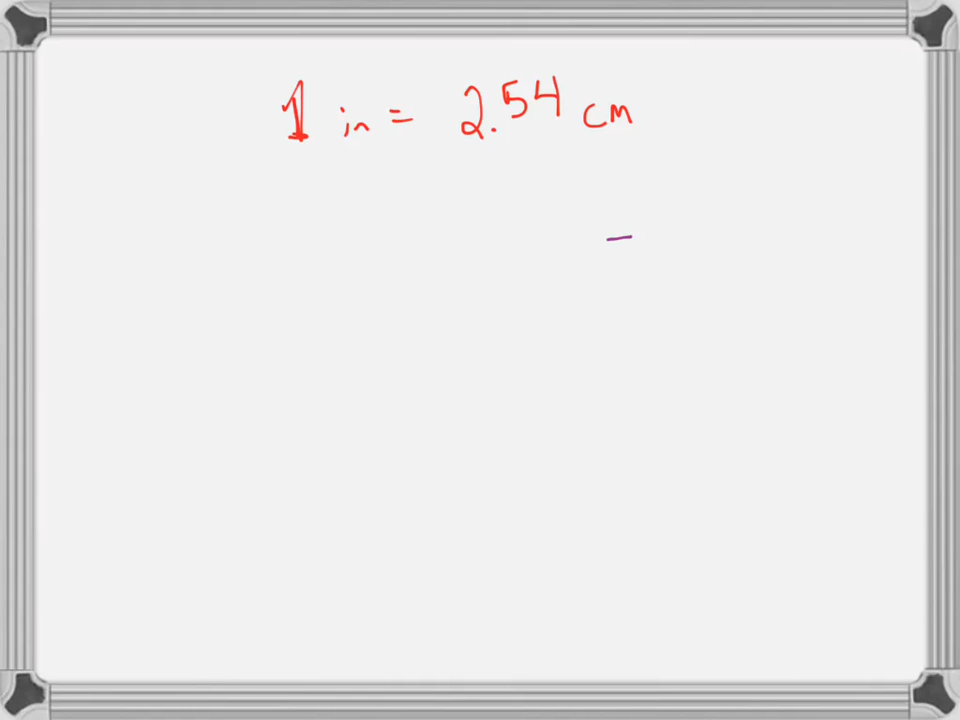 1 in = 2.54 cm